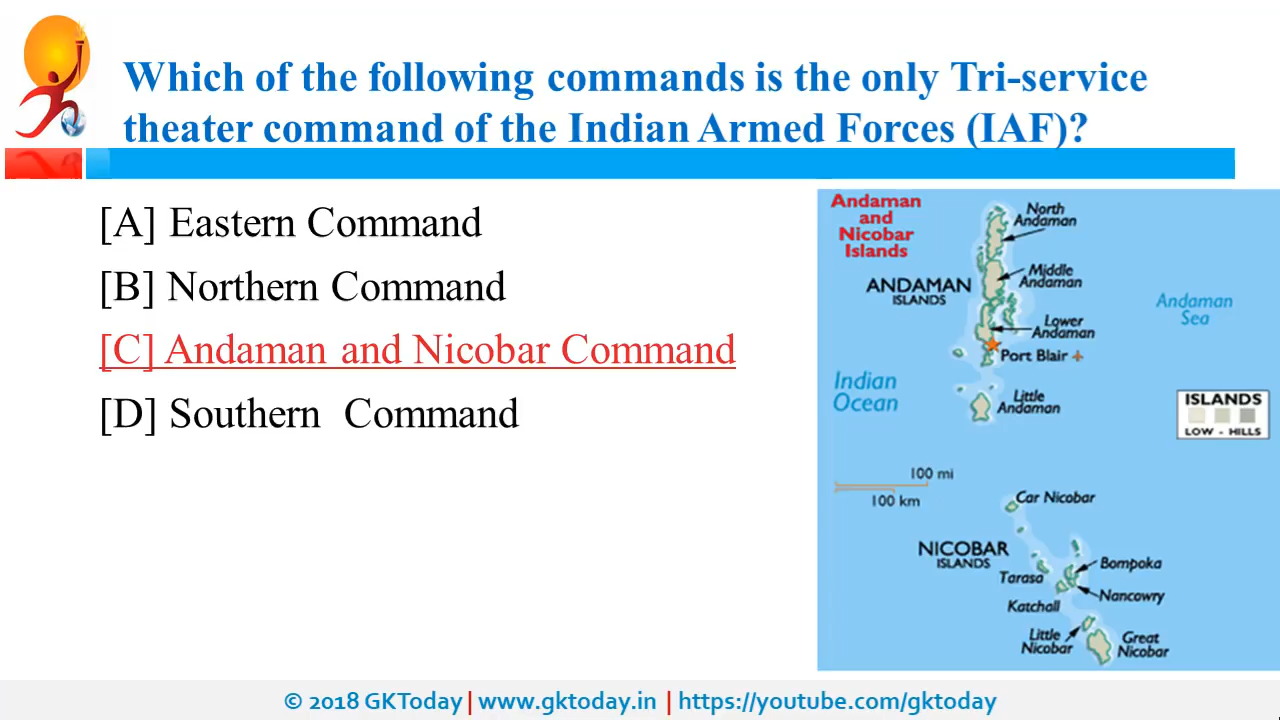 Which of the following commands is the only Tri-service
theater command of the Indian Armed Forces (IAF)?
[A] Eastern Command
[B] Northern Command
[C] Andaman and Nicobar Command
[D] Southern Command
Andaman
and
Nicobar
Islands
North
Andaman
ANDAMAN
ISLANDS
Middle
Andaman
Andaman
Sea
Lower
Andaman
Port Blair
Indian
Ocean
Little
Andaman
ISLANDS
LOW - HILLS
100 mi
100 km
Car Nicobar
NICOBAR
ISLANDS
Bompoka
Tarasa
Nancowry
Katchall
Little
Nicobar
Great
Nicobar
© 2018 GKToday | www.gktoday.in | https://youtube.com/gktoday